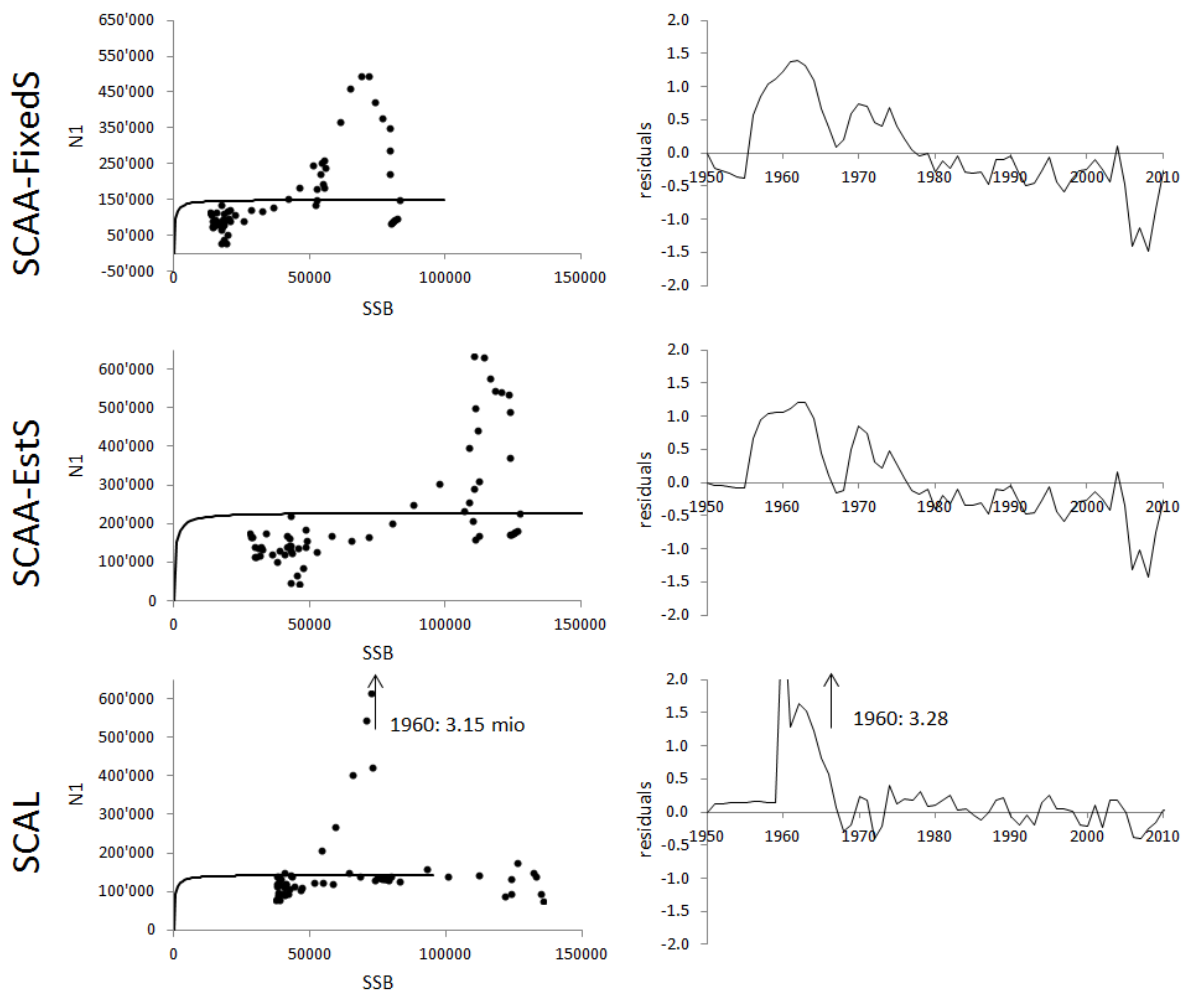 SCAA-FixedS
N1
650'000
550'000
450'000
350'000
250'000
150'000
50'000
-50'000
0 50000 100000 150000
SSB
residuals
2.0
1.5
1.0
0.5
0.0
-0.5
-1.0
-1.5
-2.0
1950 1960 1970 1980 1990 2000 2010
SCAA-EstS
N1
600'000
500'000
400'000
300'000
200'000
100'000
0
0 50000 100000 150000
SSB
residuals
2.0
1.5
1.0
0.5
0.0
-0.5
-1.0
-1.5
-2.0
1950 1960 1970 1980 1990 2000 2010
SCAL
N1
600'000
500'000
400'000
300'000
200'000
100'000
0
1960: 3.15 mio
0 50000 100000 150000
SSB
residuals
2.0
1.5
1.0
0.5
0.0
-0.5
-1.0
-1.5
-2.0
1960: 3.28
1950 1960 1970 1980 1990 2000 2010